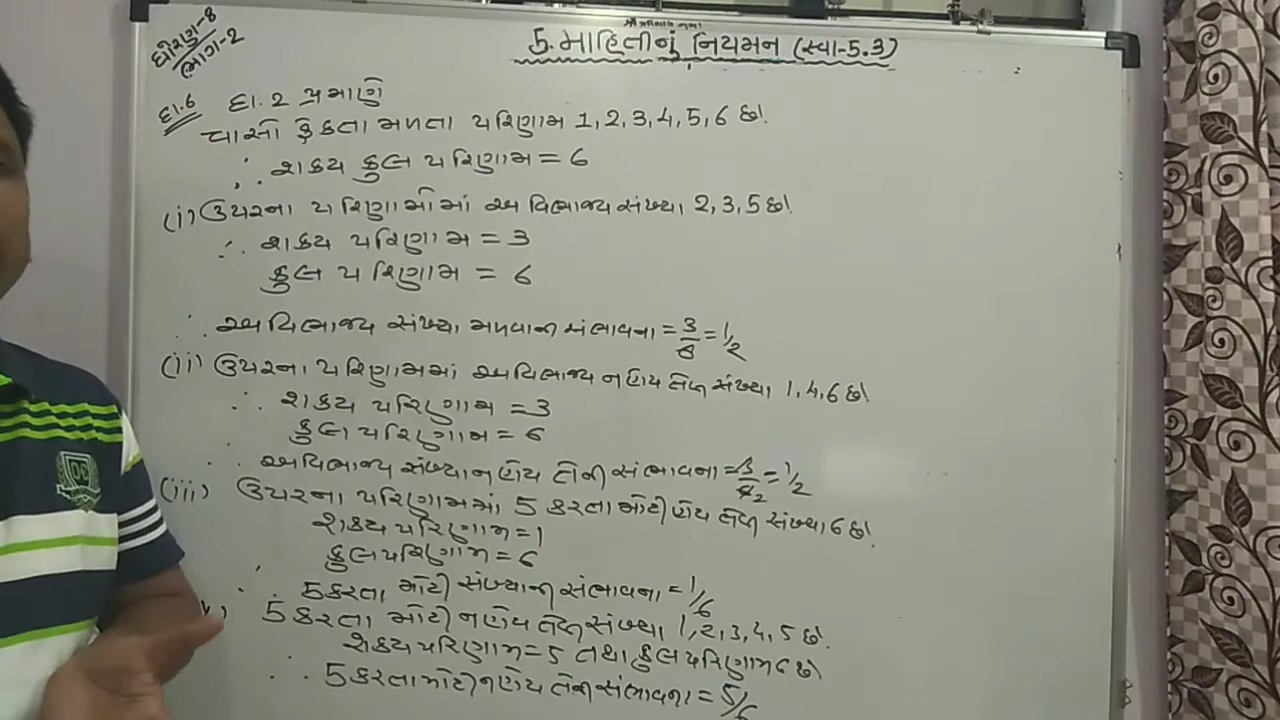 ધોરણ-8
ભાગ-2
5. માહિતીનું નિયમન (સ્વા-5.3)
દા.6 દા.2 પ્રમાણે
પાસો ફેંકતા મળતા પરિણામ 1, 2, 3, 4, 5, 6 છે.
∴ શક્ય કુલ પરિણામ = 6
(i) ઉપરના પરિણામોમાં અવિભાજ્ય સંખ્યા 2, 3, 5 છે.
∴ શક્ય પરિણામ = 3
કુલ પરિણામ = 6
∴ અવિભાજ્ય સંખ્યા મળવાની સંભાવના = 3/6 = 1/2
(ii) ઉપરના પરિણામમાં અવિભાજ્ય ન હોય તેવી સંખ્યા 1, 4, 6 છે.
∴ શક્ય પરિણામ = 3
કુલ પરિણામ = 6
∴ અવિભાજ્ય સંખ્યા ન હોય તેની સંભાવના = 3/6 2 = 1/2
(iii) ઉપરના પરિણામમાં 5 કરતા મોટી હોય તેવી સંખ્યા 6 છે.
શક્ય પરિણામ = 1
કુલ પરિણામ = 6
∴ 5 કરતા મોટી સંખ્યાની સંભાવના = 1/6
5 કરતા મોટી ન હોય તેવી સંખ્યા 1, 2, 3, 4, 5 છે.
શક્ય પરિણામ = 5 તથા કુલ પરિણામ 6 છે
∴ 5 કરતા મોટી ન હોય તેની સંભાવના = 5/6